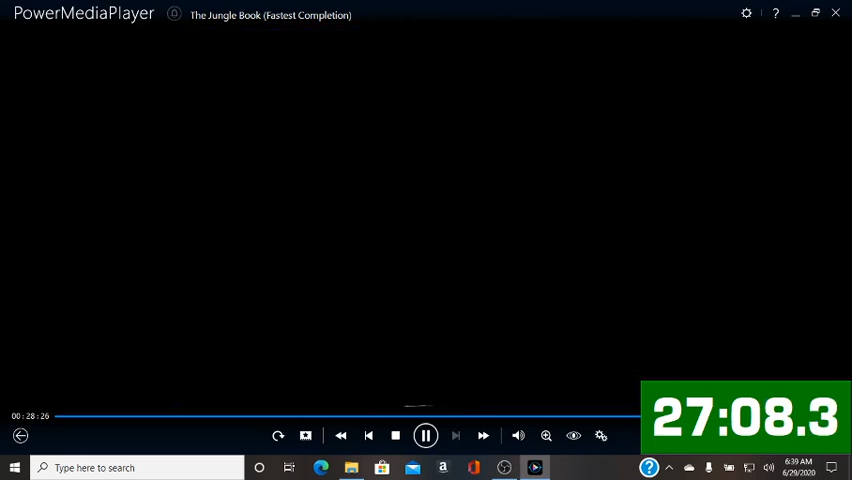 PowerMediaPlayer
The Jungle Book (Fastest Completion)
?
00:28:26
27:08.3
Type here to search
a
?
6:39 AM
6/29/2020